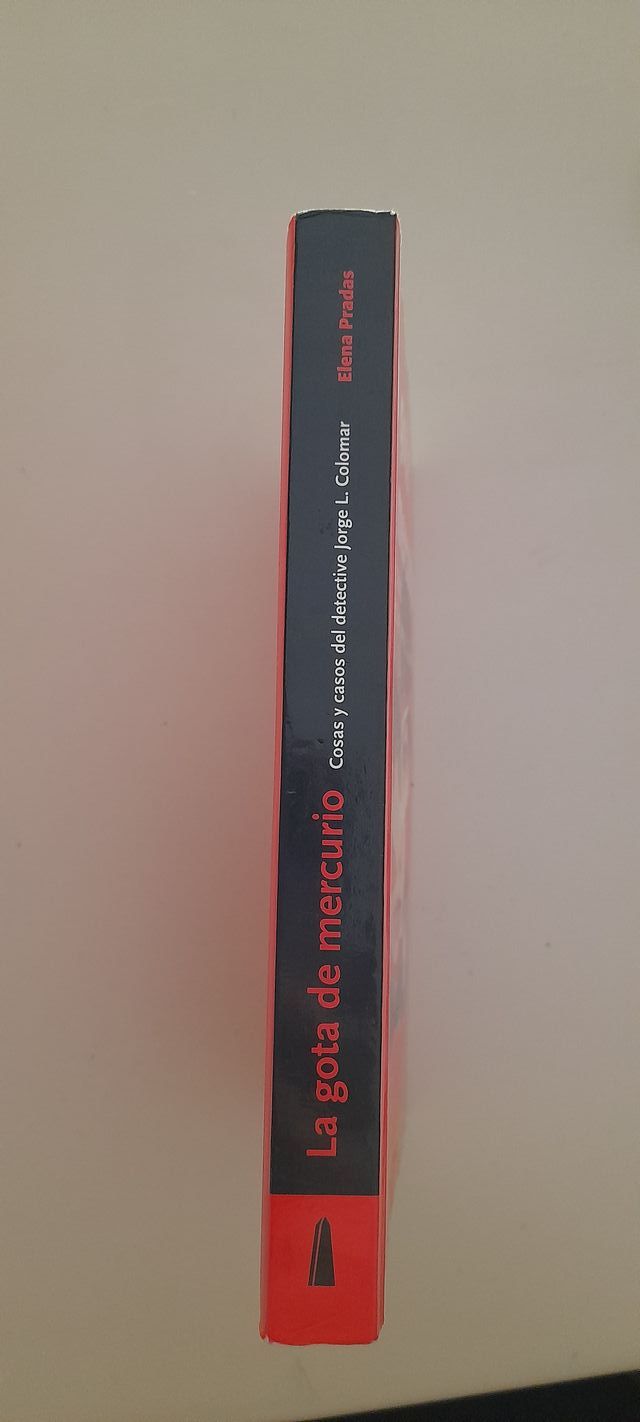 La gota de mercurio Cosas y casos del detective Jorge L. Colomar Elena Pradas